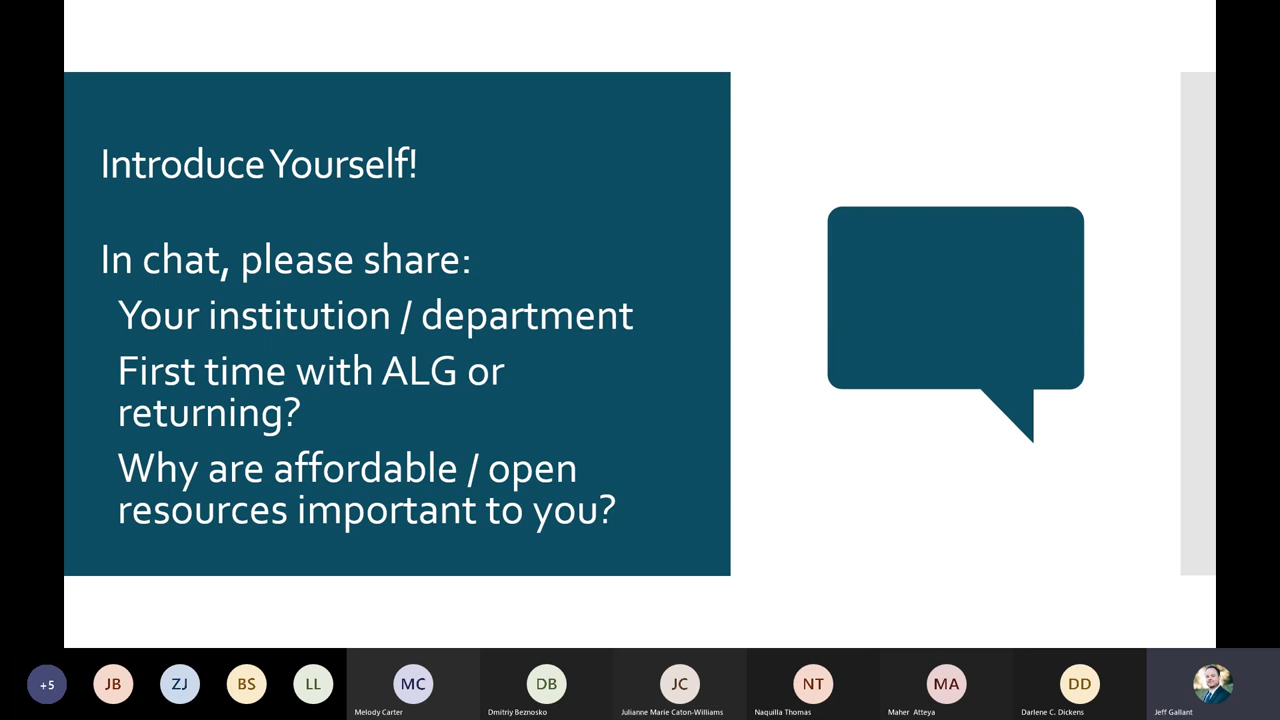 Introduce Yourself!
In chat, please share:
Your institution / department
First time with ALG or
returning?
Why are affordable / open
resources important to you?
+5
JB
ZJ
BS
LL
MC
DB
JC
NT
MA
DD
Melody Carter
Dmitriy Beznosko
Julianne Marie Caton-Williams
Naquilla Thomas
Maher Atteya
Darlene C. Dickens
Jeff Gallant